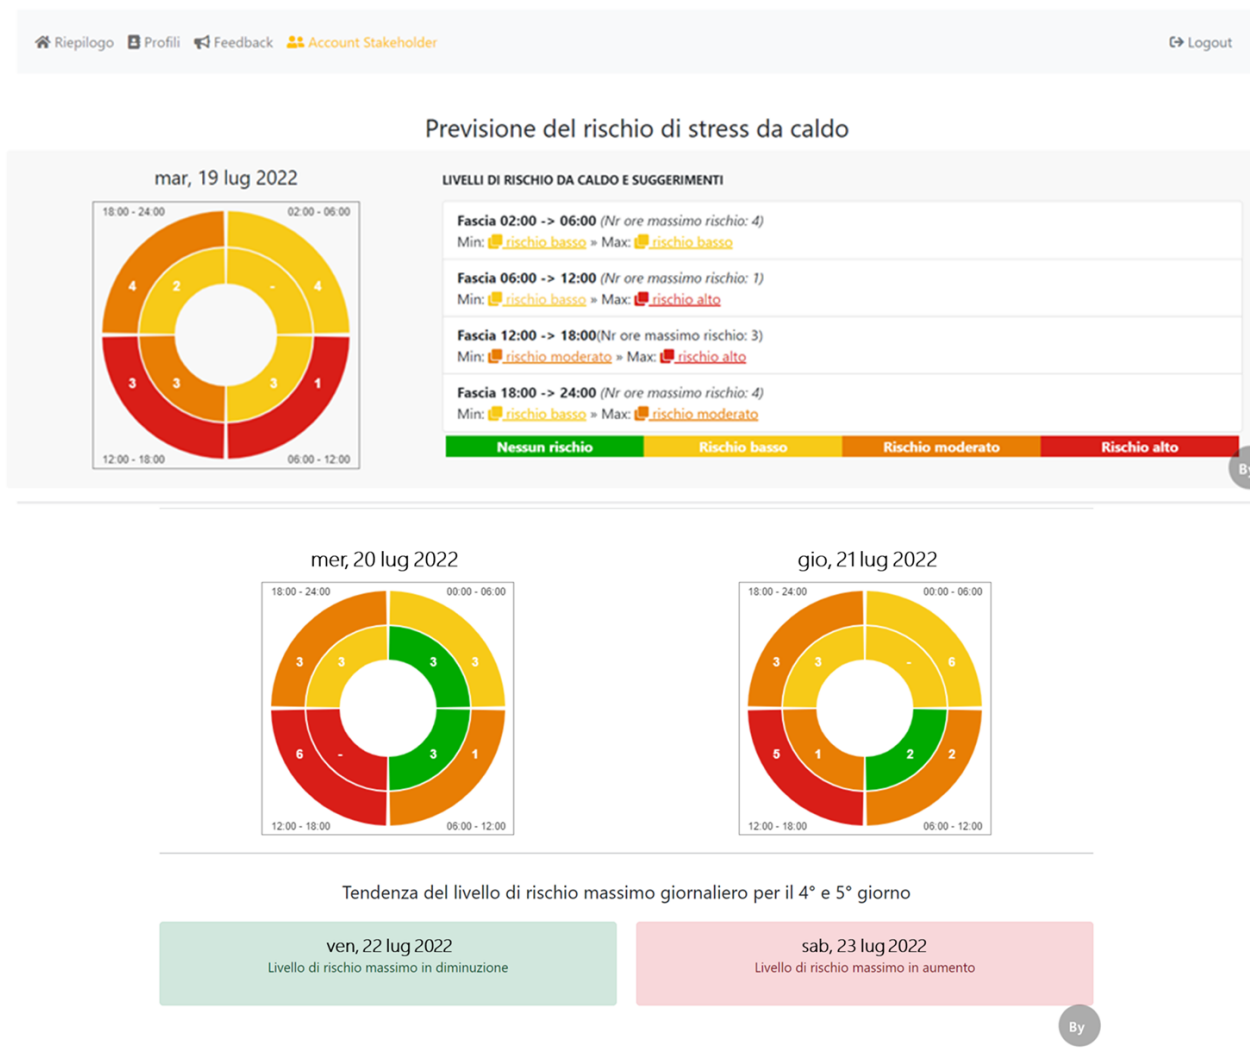 Riepilogo Profili Feedback Account Stakeholder Logout
Previsione del rischio di stress da caldo
mar, 19 lug 2022
18:00 - 24:00 02:00 - 06:00
4 2 - 4
3 3 3 1
12:00 - 18:00 06:00 - 12:00
LIVELLI DI RISCHIO DA CALDO E SUGGERIMENTI
Fascia 02:00 -> 06:00 (Nr ore massimo rischio: 4)
Min: rischio basso » Max: rischio basso
Fascia 06:00 -> 12:00 (Nr ore massimo rischio: 1)
Min: rischio basso » Max: rischio alto
Fascia 12:00 -> 18:00(Nr ore massimo rischio: 3)
Min: rischio moderato » Max: rischio alto
Fascia 18:00 -> 24:00 (Nr ore massimo rischio: 4)
Min: rischio basso » Max: rischio moderato
Nessun rischio Rischio basso Rischio moderato Rischio alto
By
mer, 20 lug 2022
18:00 - 24:00 00:00 - 06:00
3 3 3 3
6 - 3 1
12:00 - 18:00 06:00 - 12:00
gio, 21 lug 2022
18:00 - 24:00 00:00 - 06:00
3 3 - 6
5 1 2 2
12:00 - 18:00 06:00 - 12:00
Tendenza del livello di rischio massimo giornaliero per il 4° e 5° giorno
ven, 22 lug 2022
Livello di rischio massimo in diminuzione
sab, 23 lug 2022
Livello di rischio massimo in aumento
By